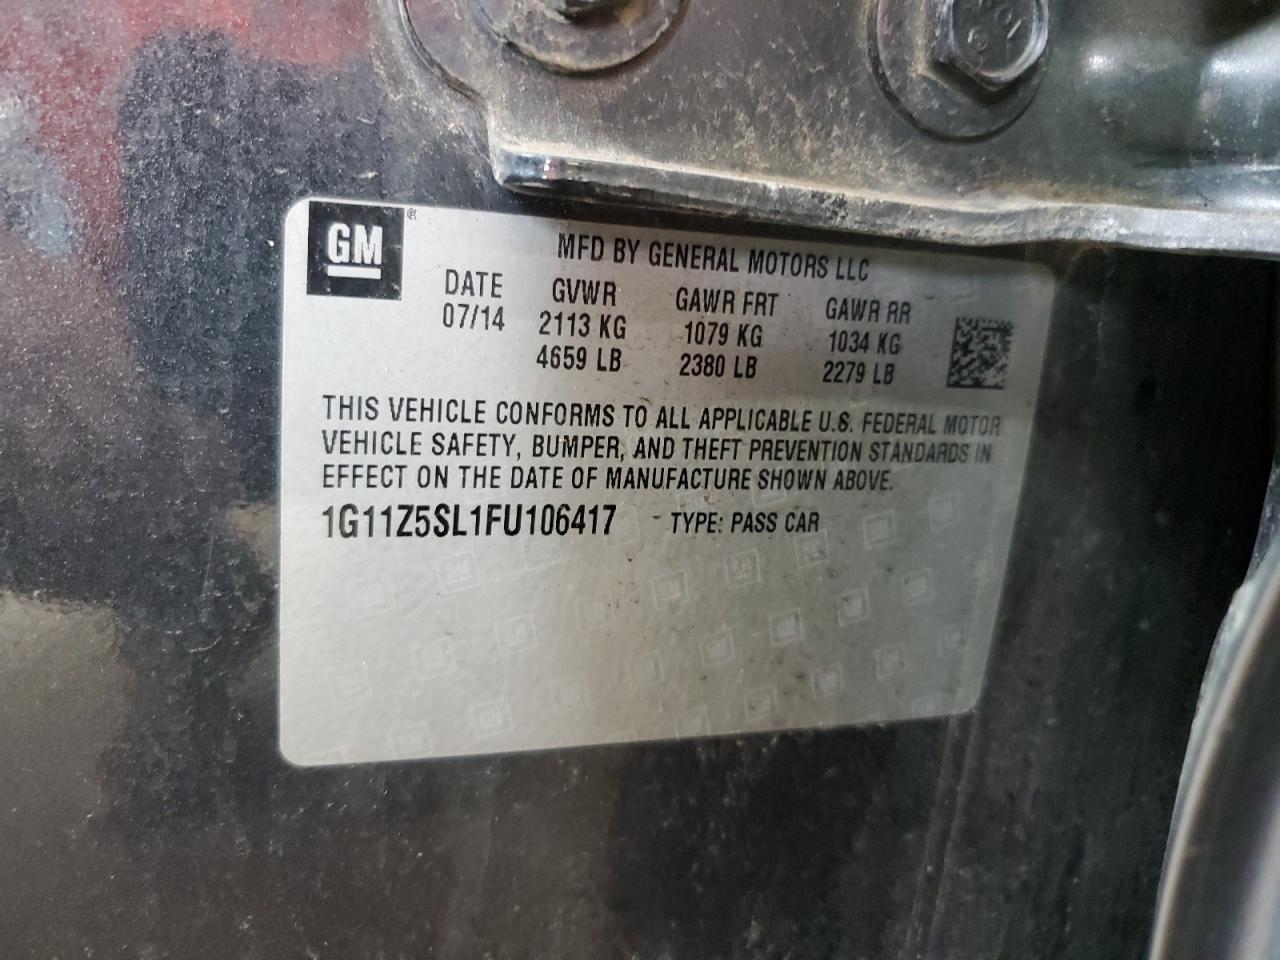 GM ®
MFD BY GENERAL MOTORS LLC
DATE GVWR GAWR FRT GAWR RR
07/14 2113 KG 1079 KG 1034 KG
4659 LB 2380 LB 2279 LB
THIS VEHICLE CONFORMS TO ALL APPLICABLE U.S. FEDERAL MOTOR
VEHICLE SAFETY, BUMPER, AND THEFT PREVENTION STANDARDS IN
EFFECT ON THE DATE OF MANUFACTURE SHOWN ABOVE.
1G11Z5SL1FU106417 - TYPE: PASS CAR